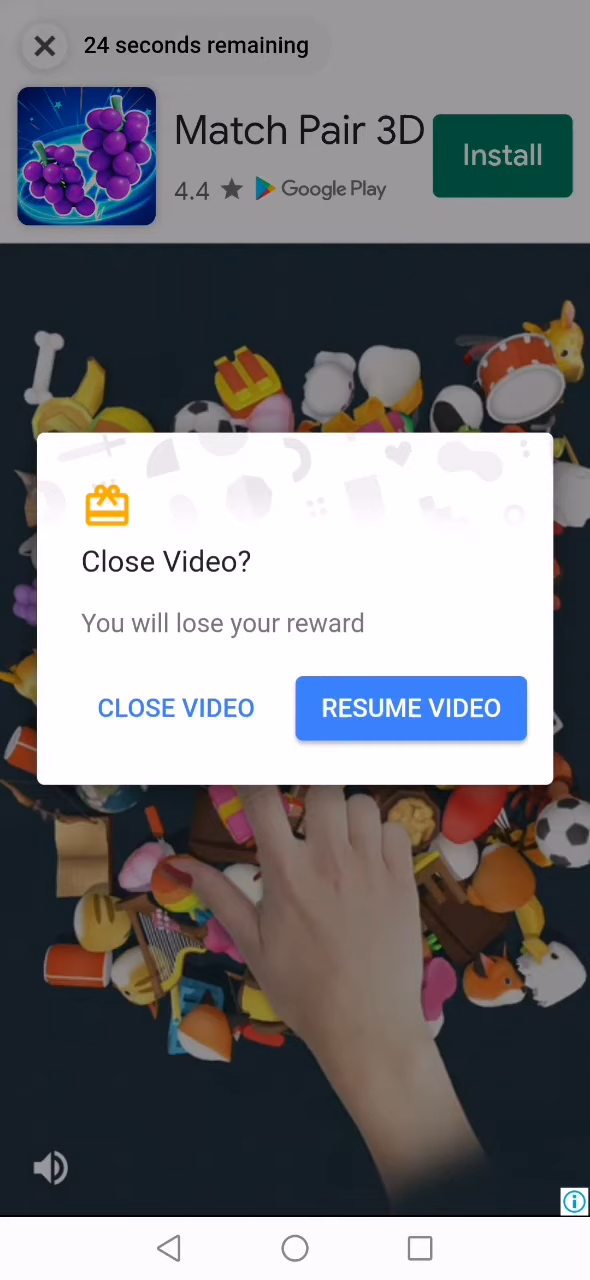 24 seconds remaining
Match Pair 3D
Install
4.4 ★ Google Play
Close Video?
You will lose your reward
CLOSE VIDEO
RESUME VIDEO